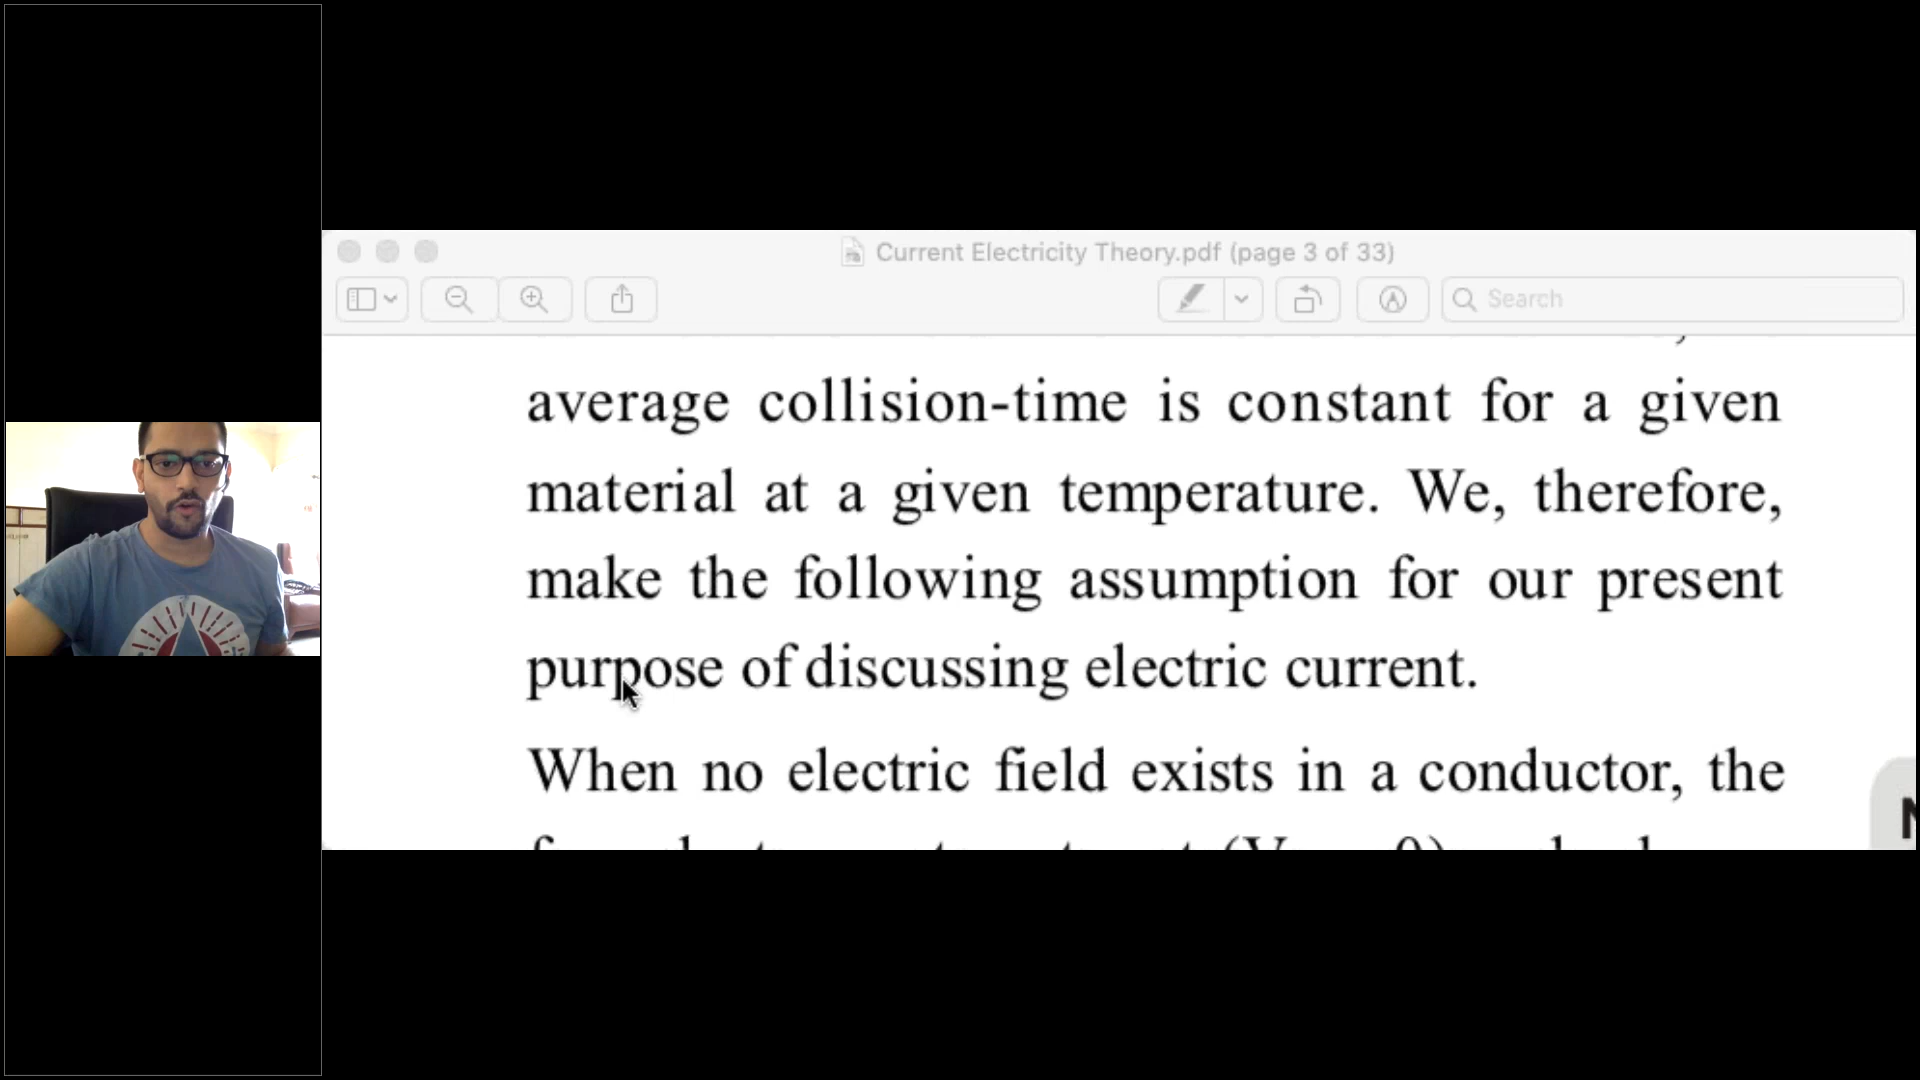 Current Electricity Theory.pdf (page 3 of 33)
Search
average collision-time is constant for a given
material at a given temperature. We, therefore,
make the following assumption for our present
purpose of discussing electric current.
When no electric field exists in a conductor, the